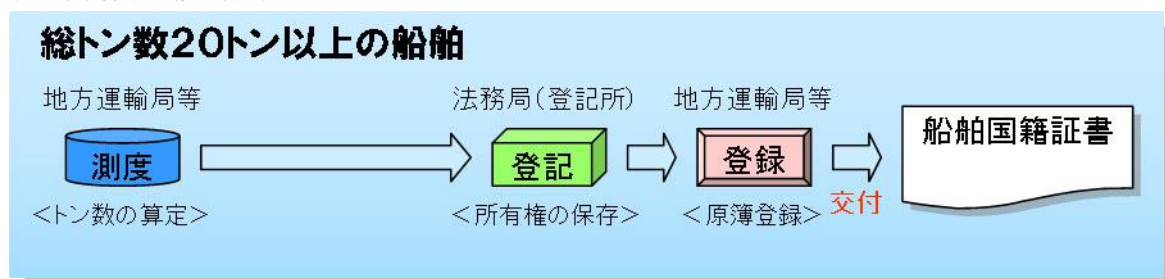 総トン数20トン以上の船舶
地方運輸局等
法務局(登記所)
地方運輸局等
測度
登記
登録
交付
船舶国籍証書
<トン数の算定>
<所有権の保存>
<原簿登録>